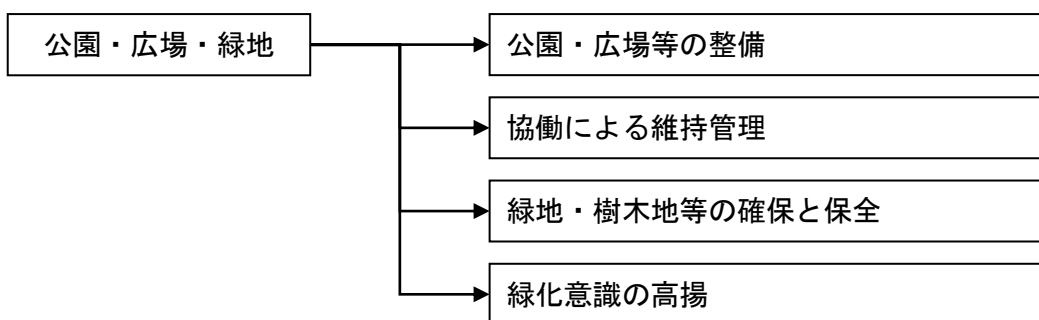 公園・広場・緑地
公園・広場等の整備
協働による維持管理
緑地・樹木地等の確保と保全
緑化意識の高揚